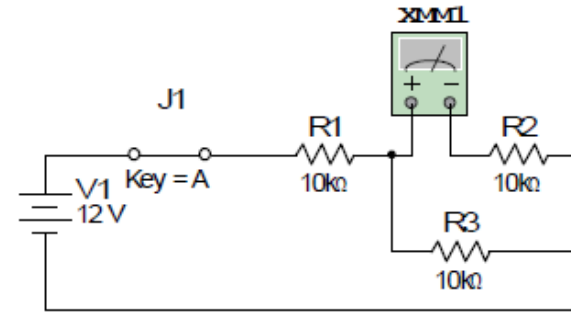 XMM1
J1
R1
R2
V1
12 V
Key = A
10kΩ
10kΩ
R3
10kΩ